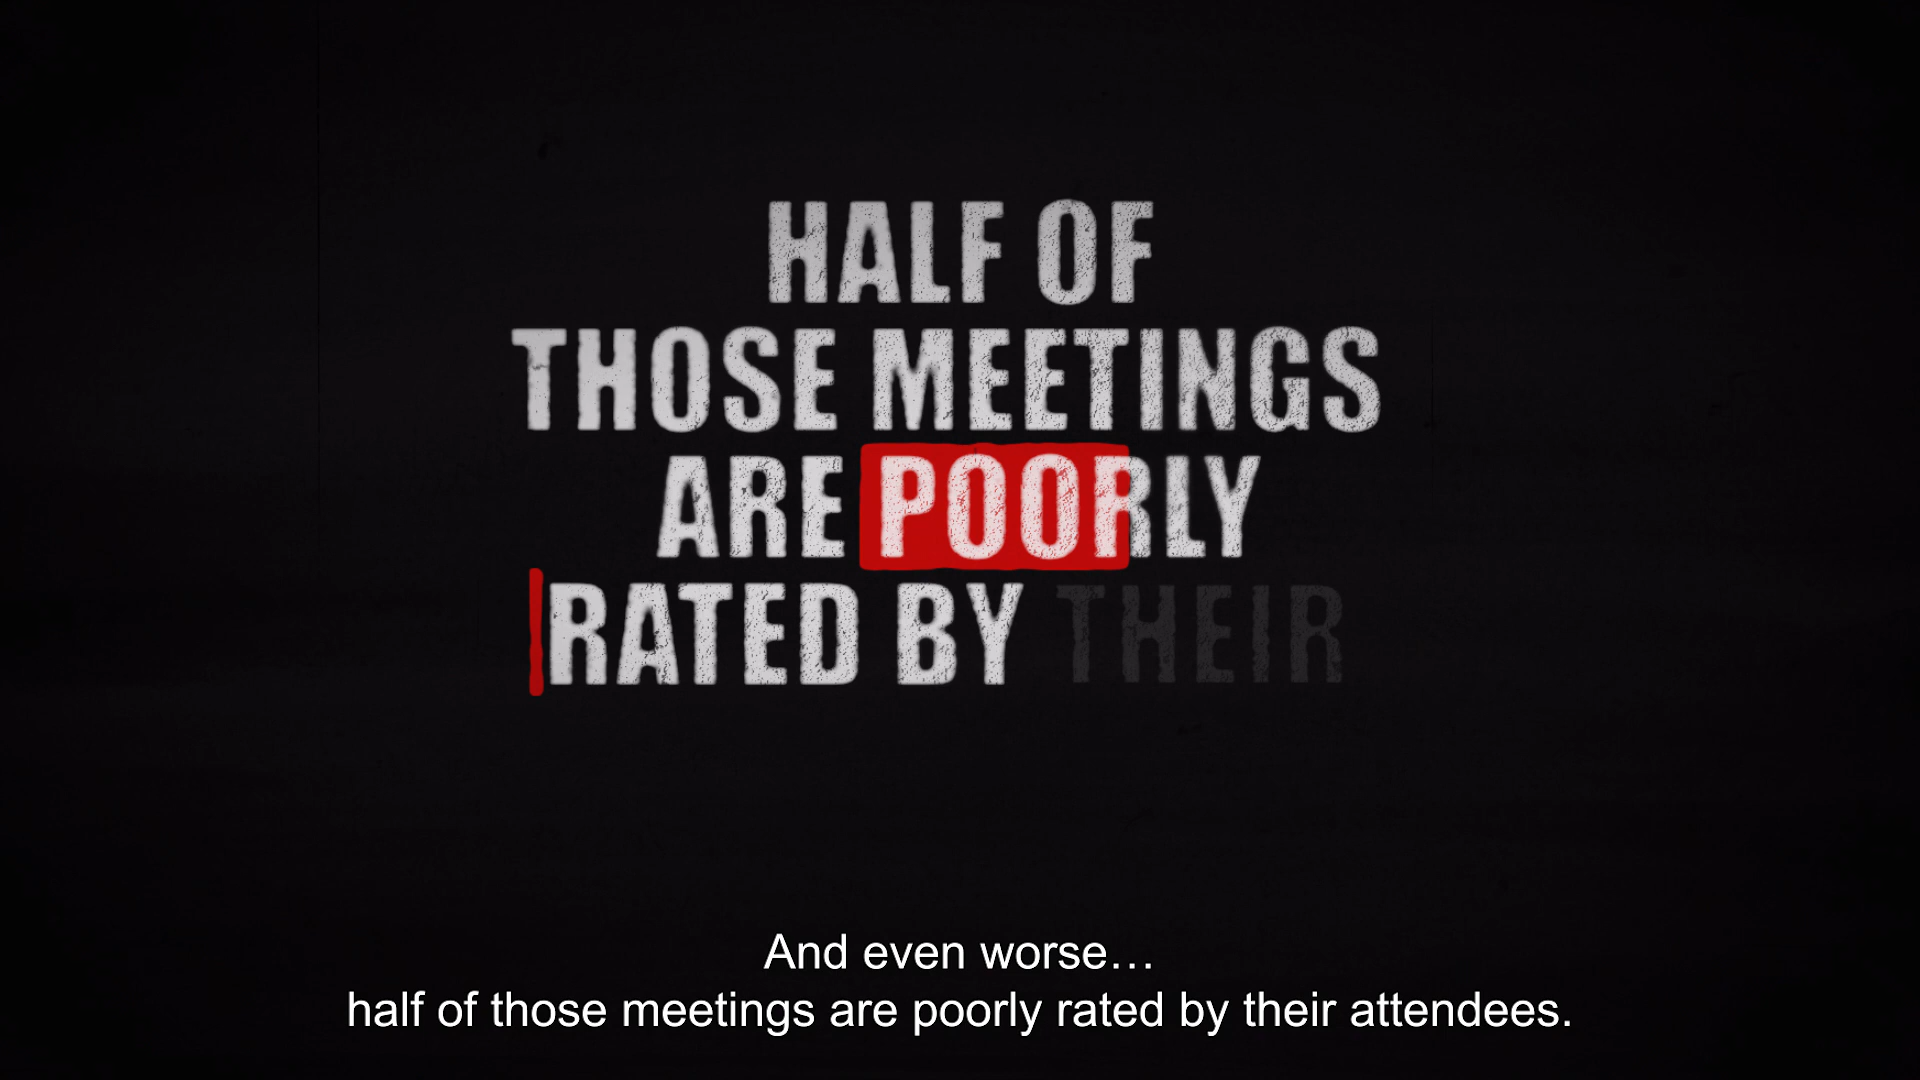 HALF OF
THOSE MEETINGS
ARE POORLY
RATED BY THEIR
And even worse…
half of those meetings are poorly rated by their attendees.